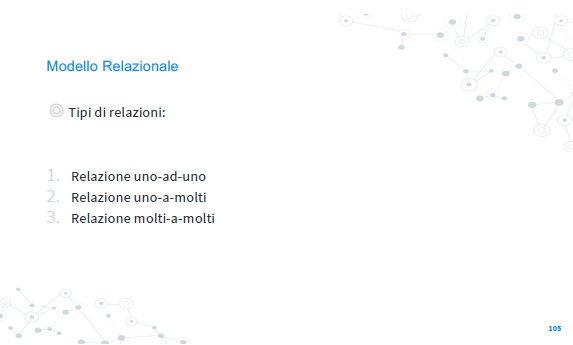 Modello Relazionale
Tipi di relazioni:
1. Relazione uno-ad-uno
2. Relazione uno-a-molti
3. Relazione molti-a-molti
105